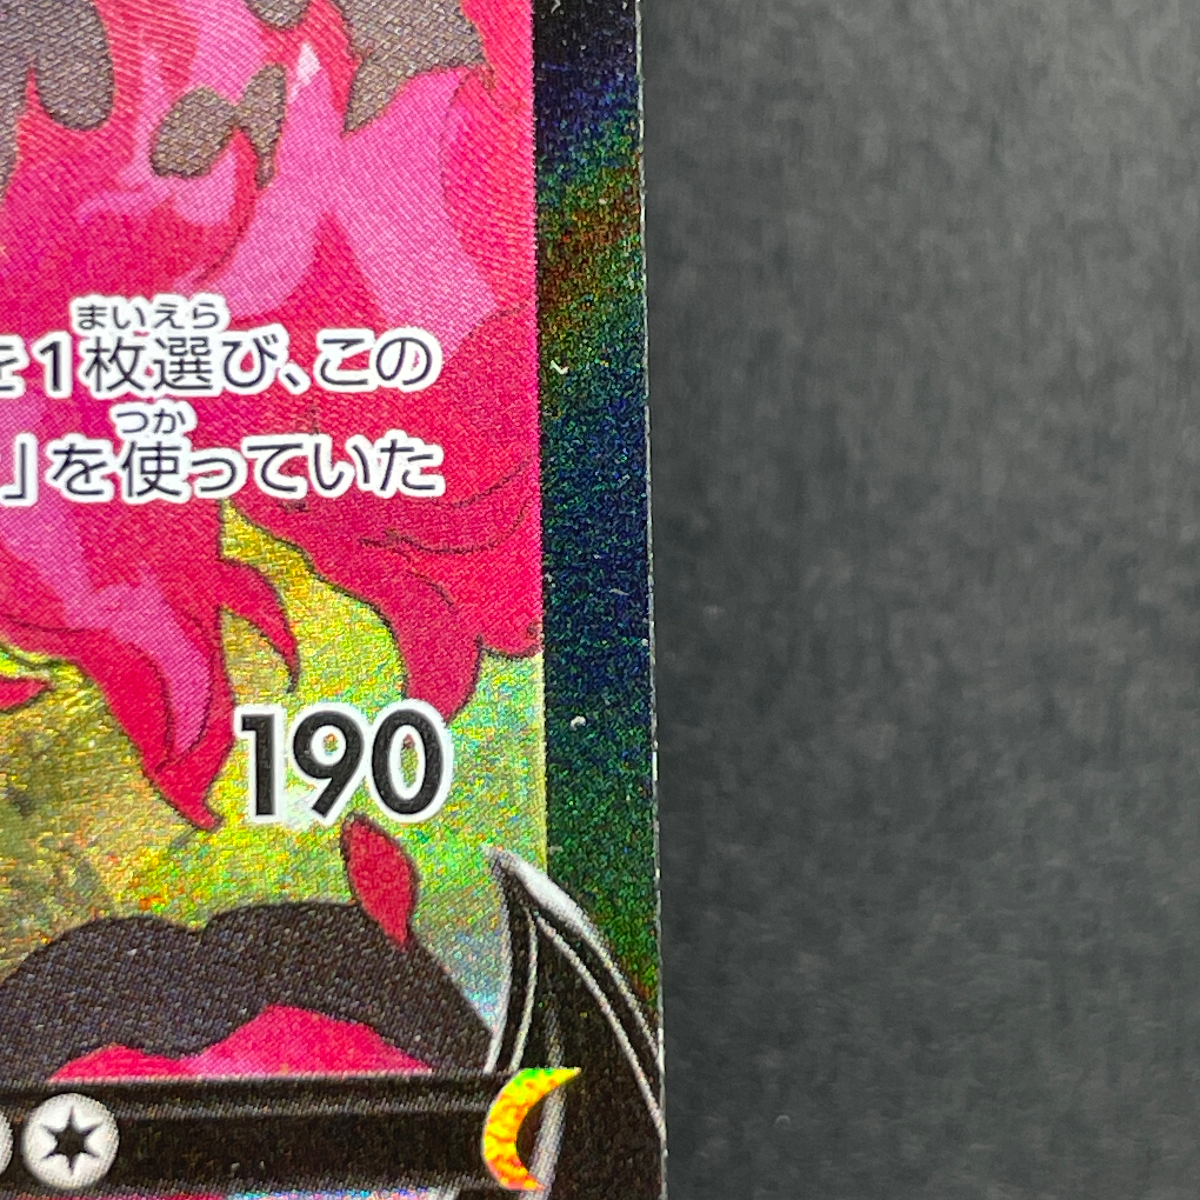 まいえら
を1枚選び、この
つか
」を使っていた
190